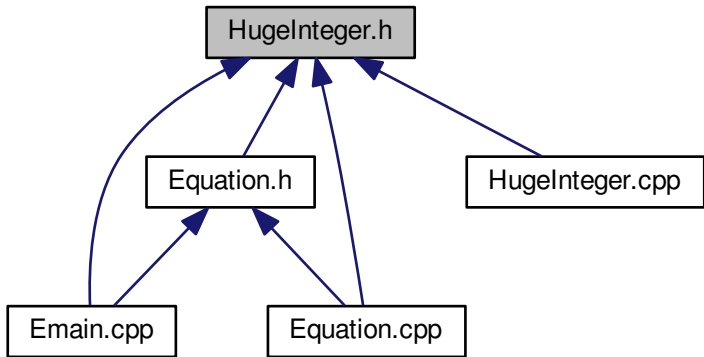 HugeInteger.h
Equation.h
HugeInteger.cpp
Emain.cpp
Equation.cpp